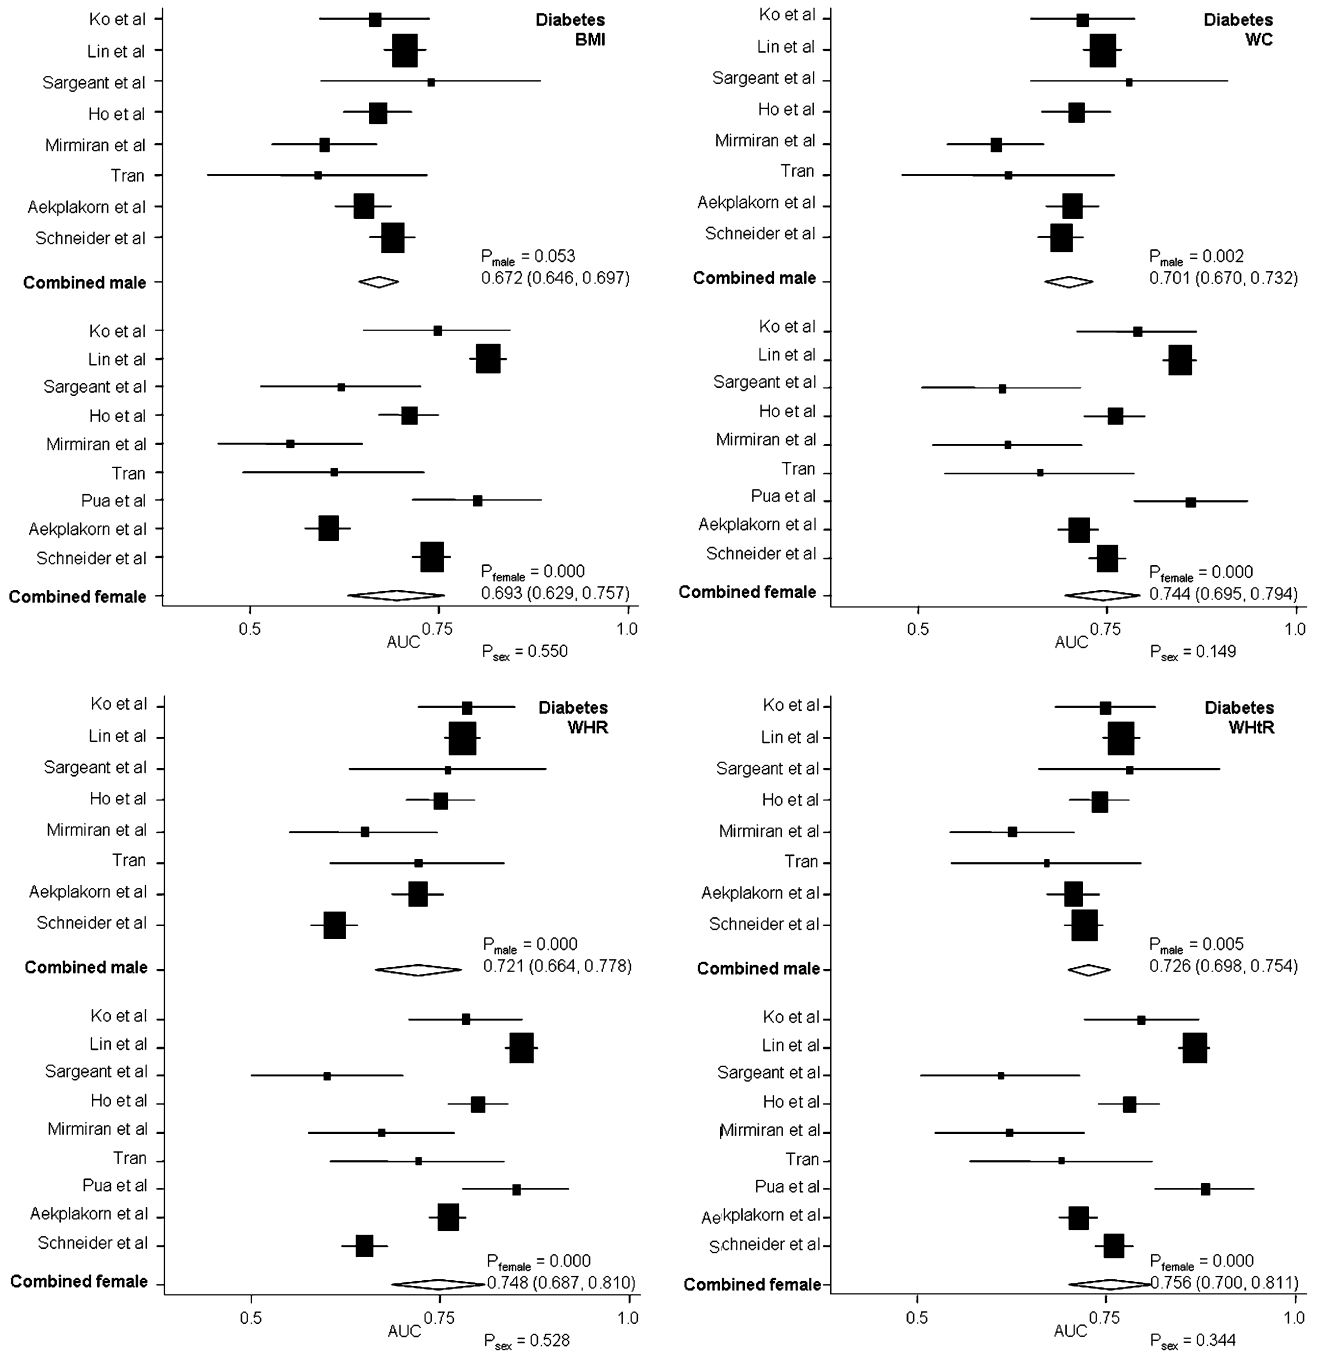 Diabetes
BMI
Ko et al
Lin et al
Sargeant et al
Ho et al
Mirmiran et al
Tran
Aekplakorn et al
Schneider et al
Pmale = 0.053
Combined male
0.672 (0.646, 0.697)
Ko et al
Lin et al
Sargeant et al
Ho et al
Mirmiran et al
Tran
Pua et al
Aekplakorn et al
Schneider et al
Pfemale = 0.000
Combined female
0.693 (0.629, 0.757)
0.5 0.75 1.0
AUC
Psex = 0.550
Diabetes
WC
Ko et al
Lin et al
Sargeant et al
Ho et al
Mirmiran et al
Tran
Aekplakorn et al
Schneider et al
Pmale = 0.002
Combined male
0.701 (0.670, 0.732)
Ko et al
Lin et al
Sargeant et al
Ho et al
Mirmiran et al
Tran
Pua et al
Aekplakorn et al
Schneider et al
Pfemale = 0.000
Combined female
0.744 (0.695, 0.794)
0.5 0.75 1.0
AUC
Psex = 0.149
Diabetes
WHR
Ko et al
Lin et al
Sargeant et al
Ho et al
Mirmiran et al
Tran
Aekplakorn et al
Schneider et al
Pmale = 0.000
Combined male
0.721 (0.664, 0.778)
Ko et al
Lin et al
Sargeant et al
Ho et al
Mirmiran et al
Tran
Pua et al
Aekplakorn et al
Schneider et al
Pfemale = 0.000
Combined female
0.748 (0.687, 0.810)
0.5 0.75 1.0
AUC
Psex = 0.528
Diabetes
WHtR
Ko et al
Lin et al
Sargeant et al
Ho et al
Mirmiran et al
Tran
Aekplakorn et al
Schneider et al
Pmale = 0.005
Combined male
0.726 (0.698, 0.754)
Ko et al
Lin et al
Sargeant et al
Ho et al
Mirmiran et al
Tran
Pua et al
Aekplakorn et al
Schneider et al
Pfemale = 0.000
Combined female
0.756 (0.700, 0.811)
0.5 0.75 1.0
AUC
Psex = 0.344